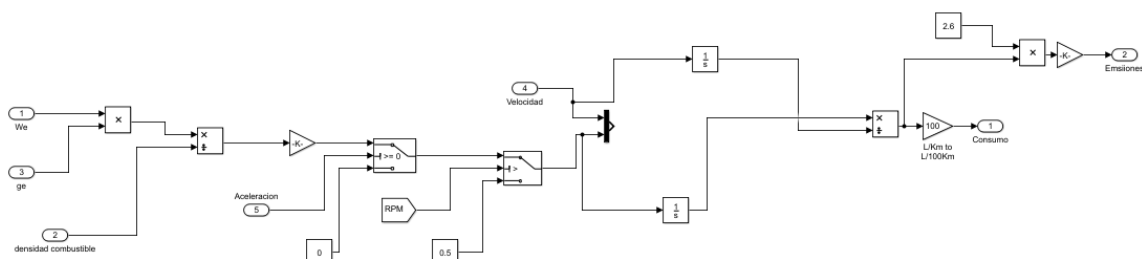 1
We
3
ge
2
densidad combustible
×
×
÷
-K-
Aceleracion
5
>= 0
0
RPM
>
0.5
4
Velocidad
1
s
1
s
×
÷
2.6
×
-K-
2
Emsiiones
100
L/Km to
L/100Km
1
Consumo